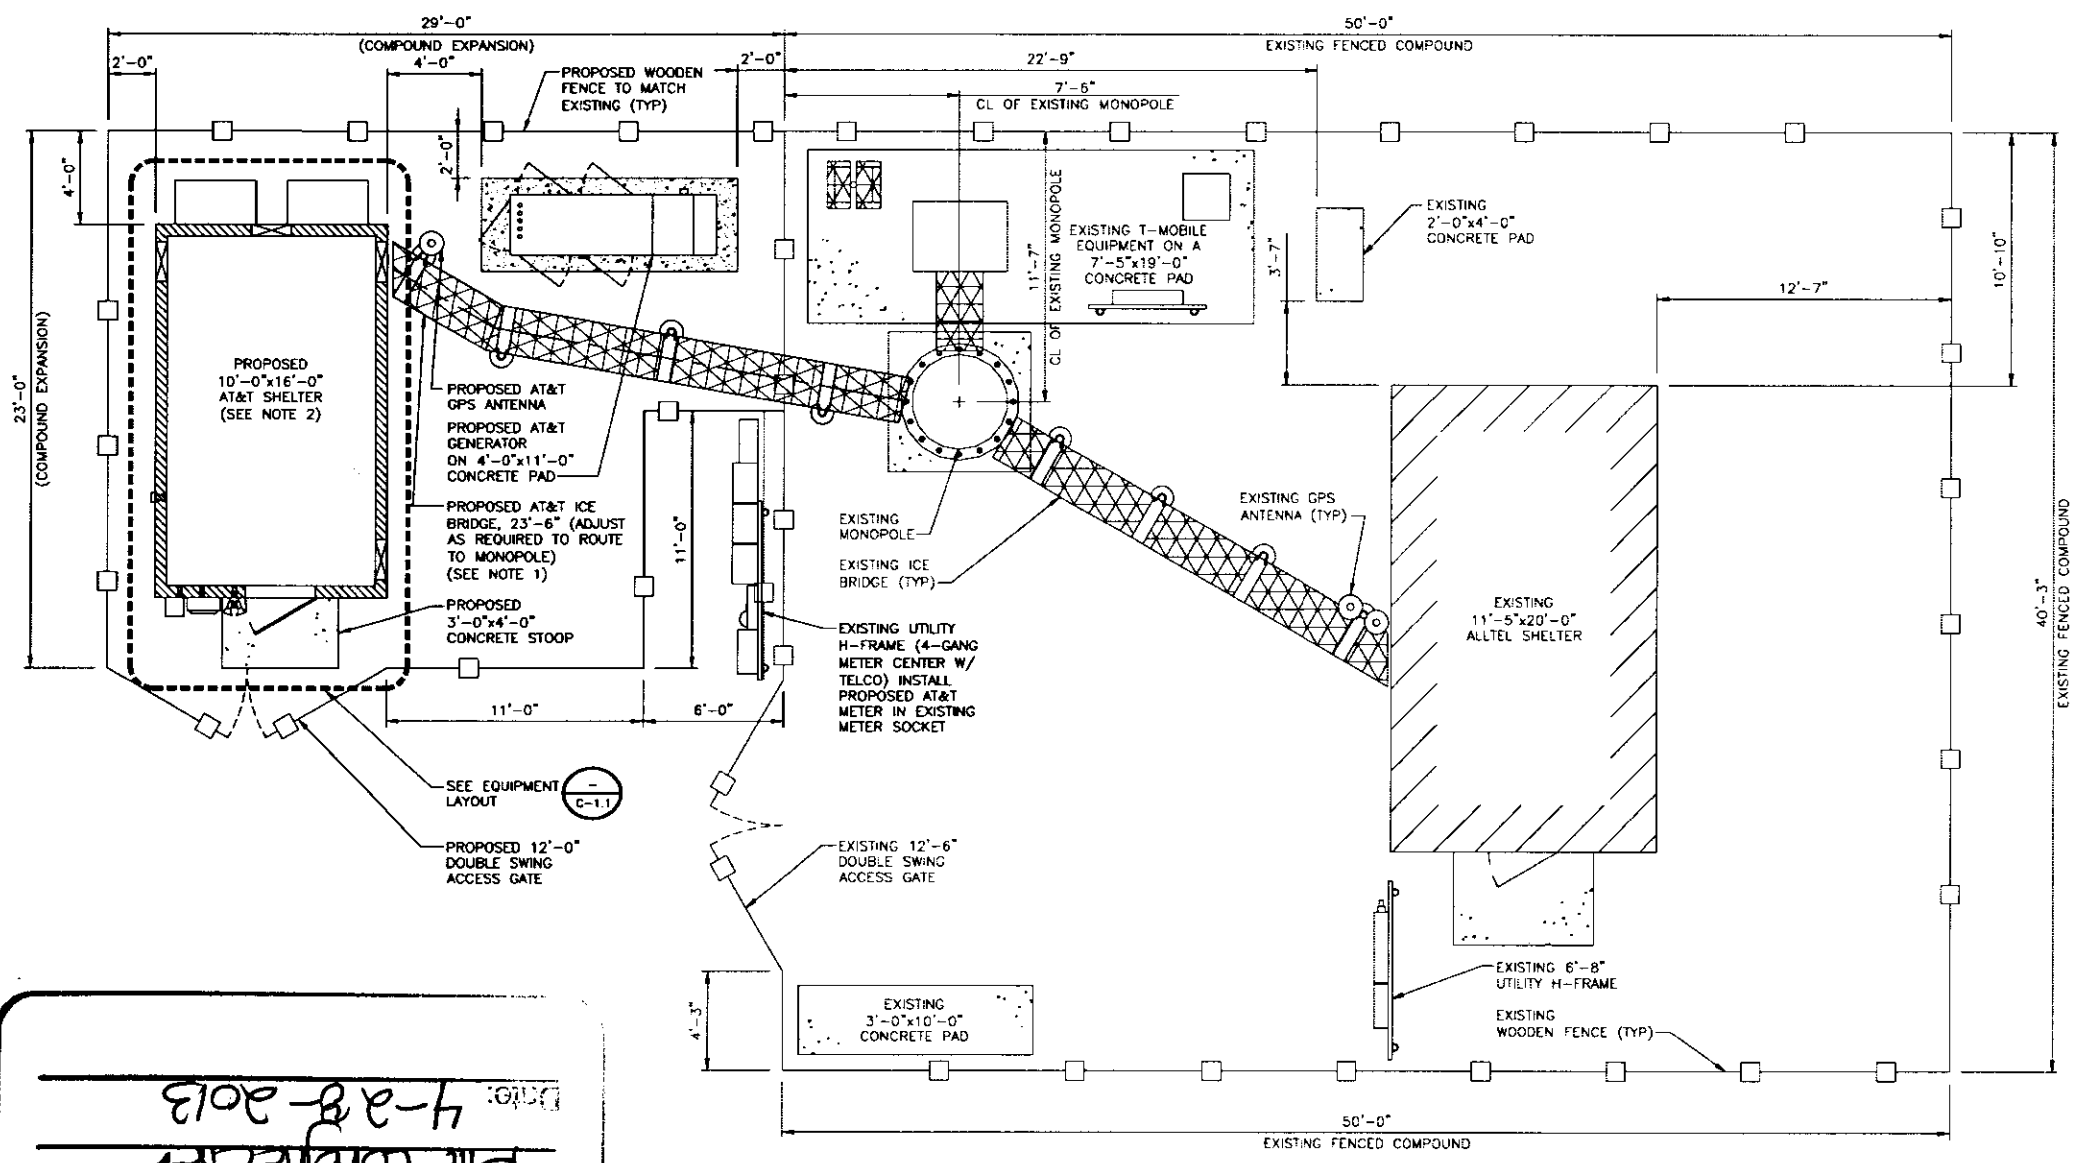 29'-0"
(COMPOUND EXPANSION)
50'-0"
EXISTING FENCED COMPOUND
2'-0"
4'-0"
2'-0"
22'-9"
PROPOSED WOODEN
FENCE TO MATCH
EXISTING (TYP)
7'-6"
CL OF EXISTING MONOPOLE
4'-0"
2'-0"
23'-0"
(COMPOUND EXPANSION)
11'-7"
CL OF EXISTING MONOPOLE
EXISTING T-MOBILE
EQUIPMENT ON A
7'-5"x19'-0"
CONCRETE PAD
EXISTING
2'-0"x4'-0"
CONCRETE PAD
3'-7"
12'-7"
10'-10"
PROPOSED
10'-0"x16'-0"
AT&T SHELTER
(SEE NOTE 2)
PROPOSED AT&T
GPS ANTENNA
PROPOSED AT&T
GENERATOR
ON 4'-0"x11'-0"
CONCRETE PAD
PROPOSED AT&T ICE
BRIDGE, 23'-6" (ADJUST
AS REQUIRED TO ROUTE
TO MONOPOLE)
(SEE NOTE 1)
PROPOSED
3'-0"x4'-0"
CONCRETE STOOP
11'-0"
11'-0"
6'-0"
EXISTING
MONOPOLE
EXISTING ICE
BRIDGE (TYP)
EXISTING GPS
ANTENNA (TYP)
EXISTING UTILITY
H-FRAME (4-GANG
METER CENTER W/
TELCO) INSTALL
PROPOSED AT&T
METER IN EXISTING
METER SOCKET
EXISTING
11'-5"x20'-0"
ALLTEL SHELTER
40'-3"
EXISTING FENCED COMPOUND
SEE EQUIPMENT
LAYOUT
-
C-1.1
PROPOSED 12'-0"
DOUBLE SWING
ACCESS GATE
EXISTING 12'-6"
DOUBLE SWING
ACCESS GATE
4'-3"
EXISTING
3'-0"x10'-0"
CONCRETE PAD
EXISTING 6'-8"
UTILITY H-FRAME
EXISTING
WOODEN FENCE (TYP)
50'-0"
EXISTING FENCED COMPOUND
Date: 4-28-2013